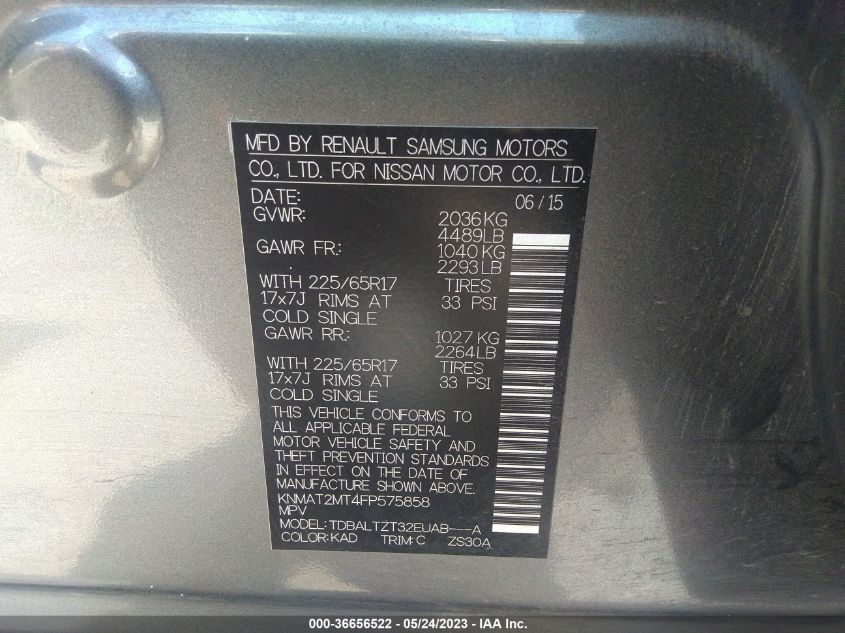 MFD BY RENAULT SAMSUNG MOTORS
CO., LTD. FOR NISSAN MOTOR CO., LTD.
DATE: 06/15
GVWR: 2036KG
4489LB
GAWR FR.: 1040KG
2293LB
WITH 225/65R17 TIRES
17x7J RIMS AT 33 PSI
COLD SINGLE
GAWR RR.: 1027KG
2264LB
WITH 225/65R17 TIRES
17x7J RIMS AT 33 PSI
COLD SINGLE
THIS VEHICLE CONFORMS TO
ALL APPLICABLE FEDERAL
MOTOR VEHICLE SAFETY AND
THEFT PREVENTION STANDARDS
IN EFFECT ON THE DATE OF
MANUFACTURE SHOWN ABOVE.
KNMAT2MT4FP575858
MPV
MODEL: TDBALTZT32EUAB---A
COLOR: KAD TRIM: C ZS30A
000-36656522 - 05/24/2023 - IAA Inc.